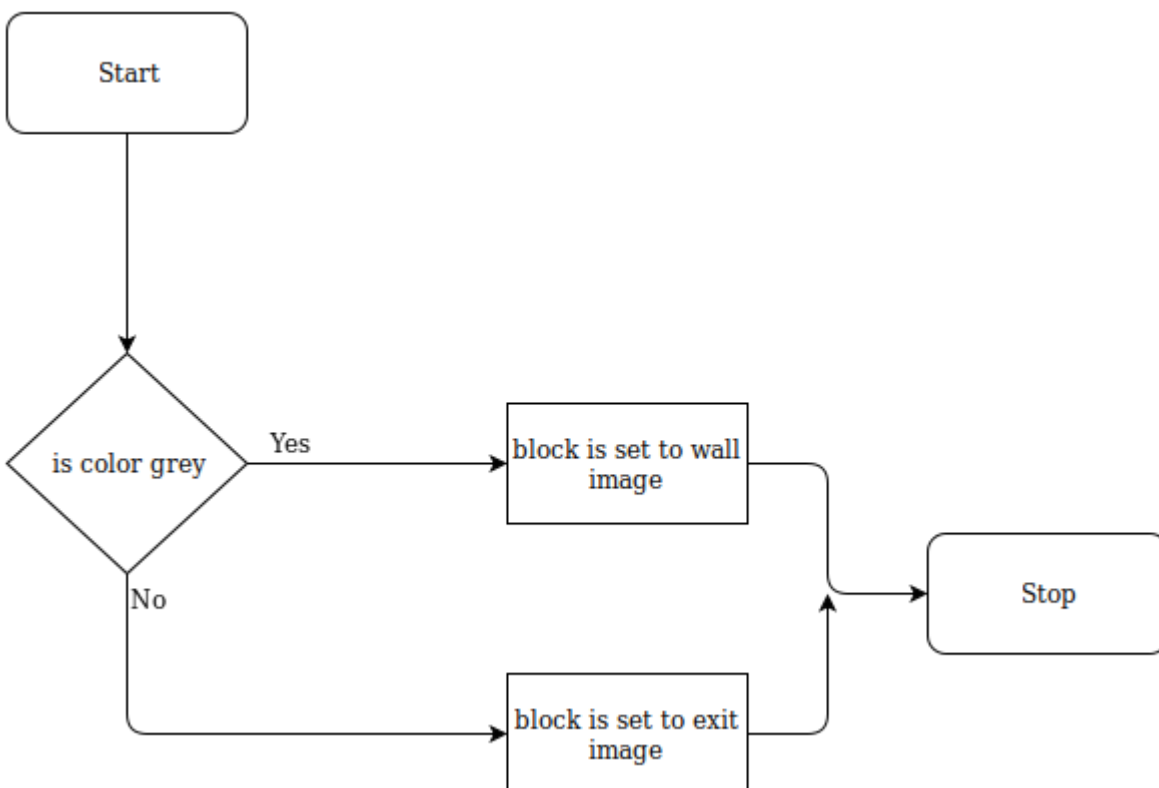 Start
is color grey
Yes
block is set to wall
image
No
block is set to exit
image
Stop